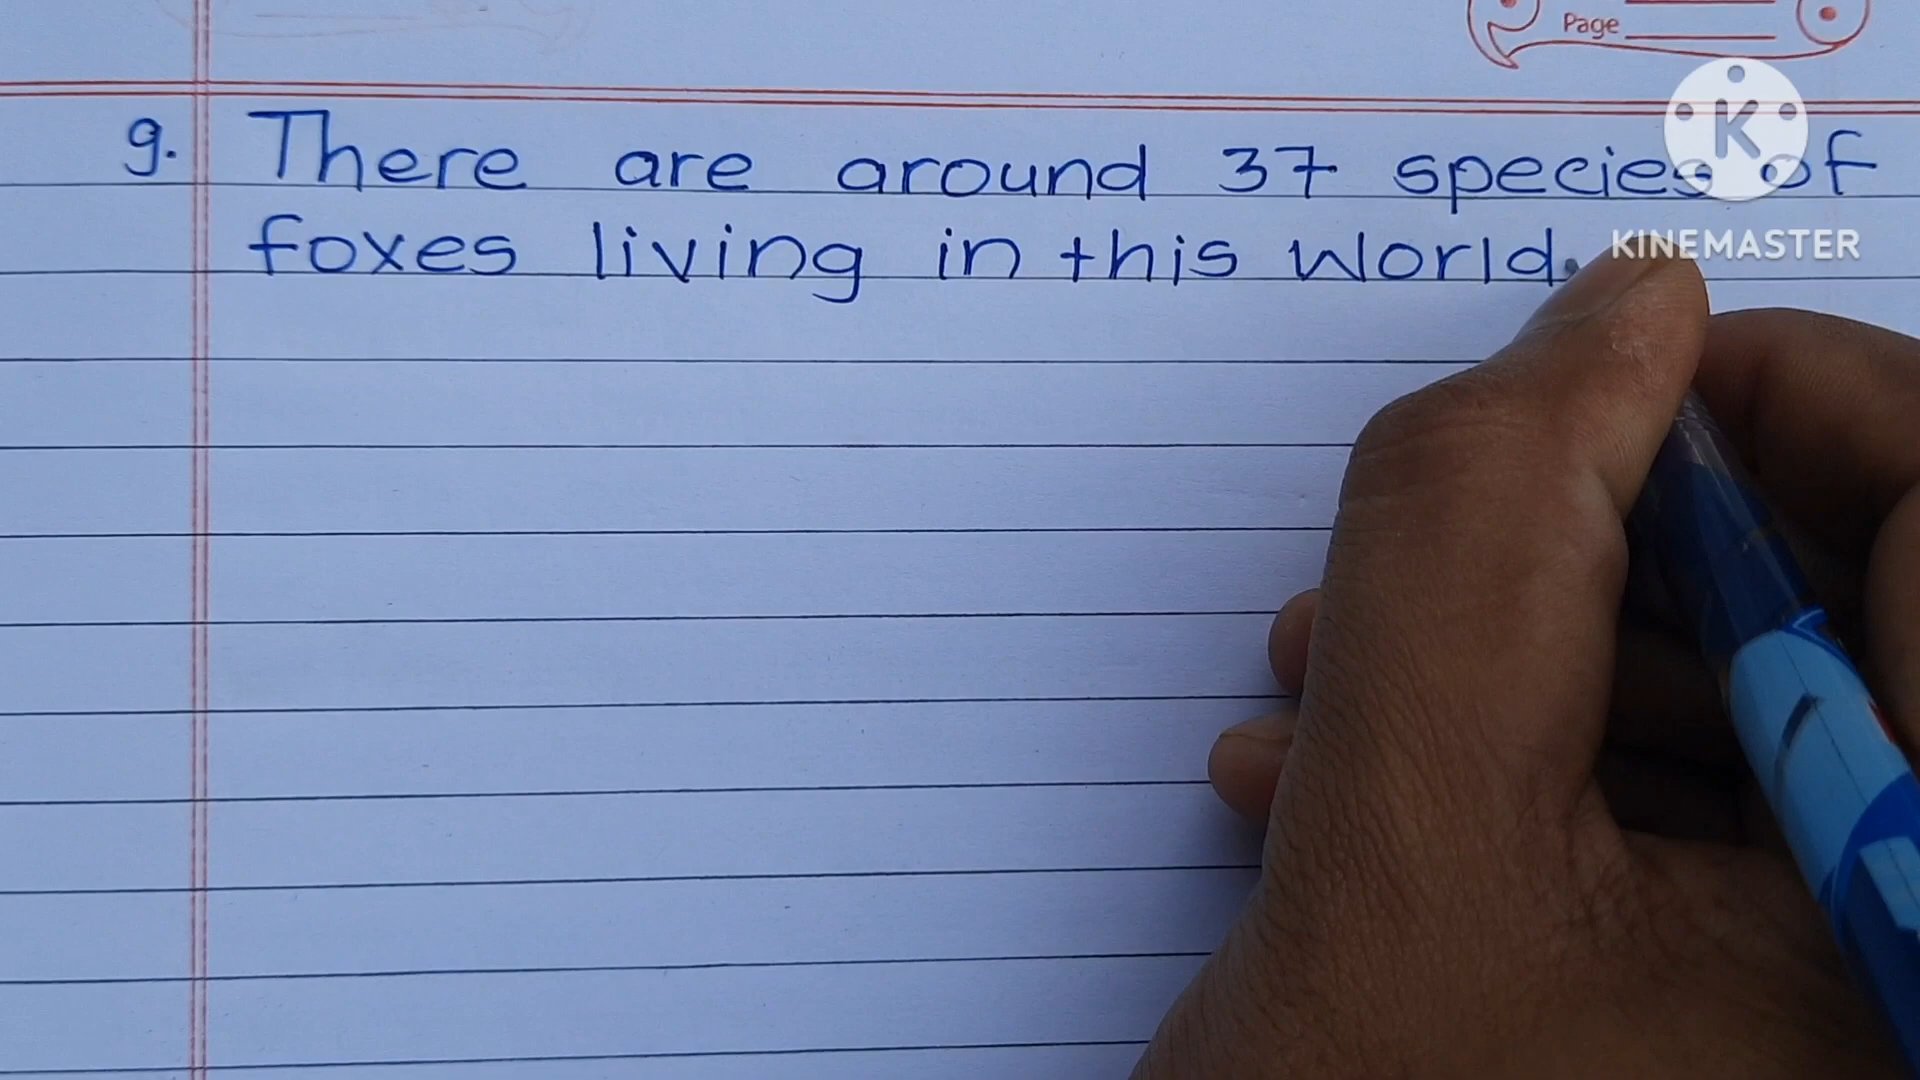 Page
9. There are around 37 species of
foxes living in this World.
K
KINEMASTER